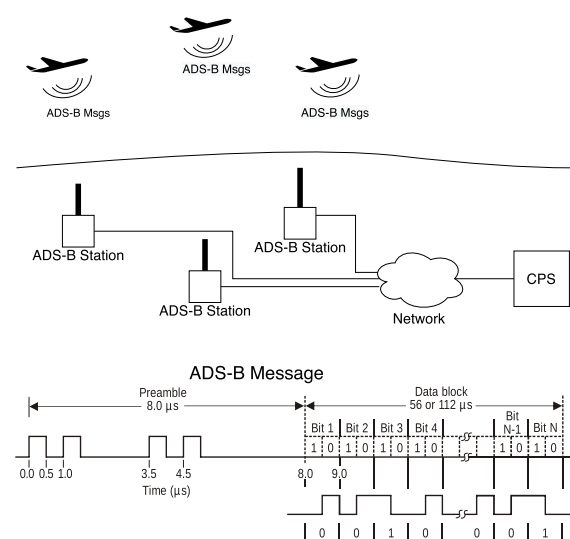 ADS-B Msgs
ADS-B Msgs
ADS-B Msgs
ADS-B Station
ADS-B Station
ADS-B Station
Network
CPS
ADS-B Message
Preamble
8.0 µs
Data block
56 or 112 µs
Bit 1 Bit 2 Bit 3 Bit 4 Bit N-1 Bit N
1 0 1 0 1 0 1 0 1 0 1 0
0.0 0.5 1.0 3.5 4.5 8.0 9.0
Time (µs)
0 0 1 0 0 0 1